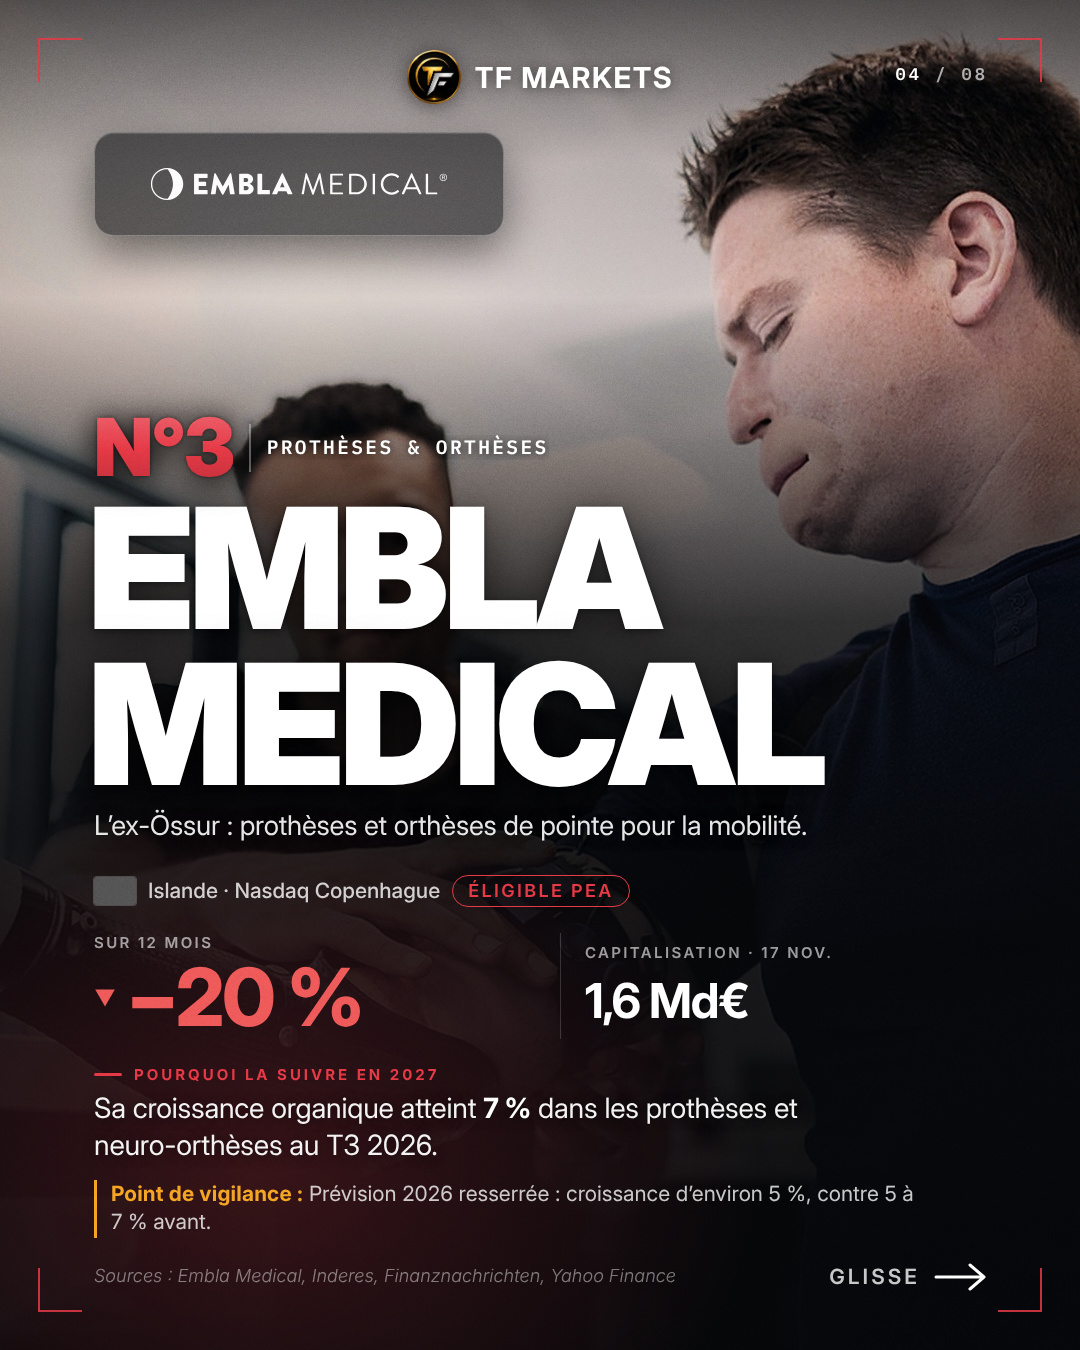 TF MARKETS
04 / 08
EMBLA MEDICAL®
N°3
PROTHÈSES & ORTHÈSES
EMBLA
MEDICAL
L’ex-Össur : prothèses et orthèses de pointe pour la mobilité.
Islande · Nasdaq Copenhague
ÉLIGIBLE PEA
SUR 12 MOIS
▼ –20 %
CAPITALISATION · 17 NOV.
1,6 Md€
POURQUOI LA SUIVRE EN 2027
Sa croissance organique atteint 7 % dans les prothèses et
neuro-orthèses au T3 2026.
Point de vigilance : Prévision 2026 resserrée : croissance d’environ 5 %, contre 5 à
7 % avant.
Sources : Embla Medical, Inderes, Finanznachrichten, Yahoo Finance
GLISSE →